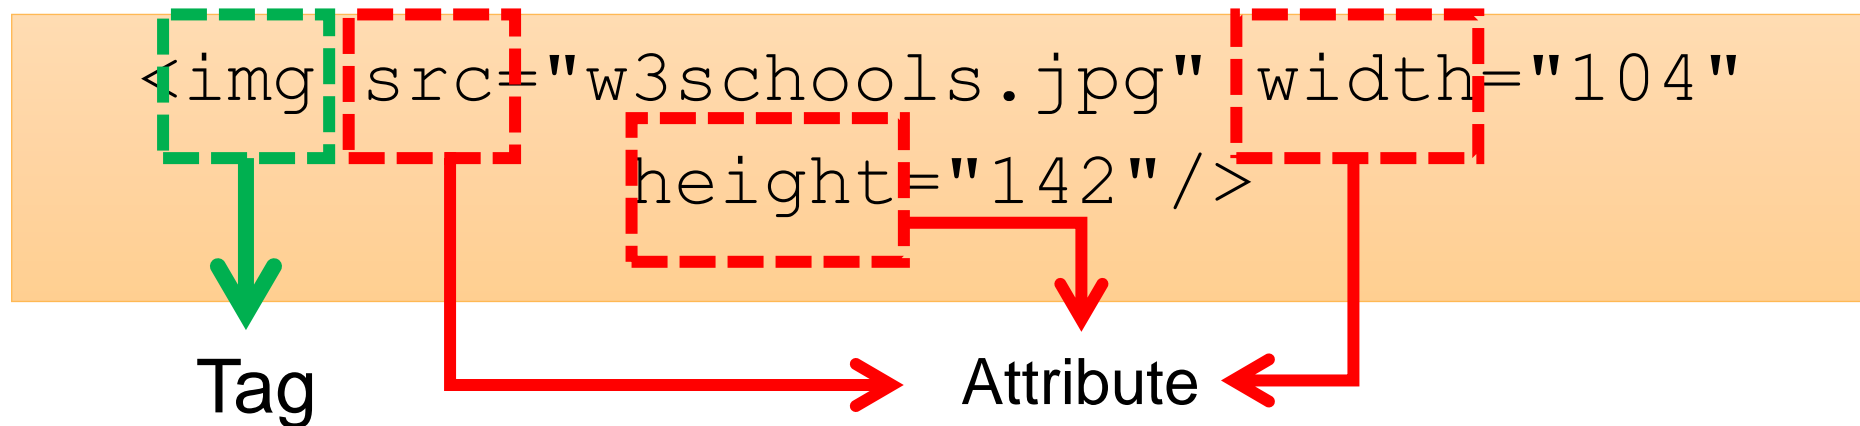 <img src="w3schools.jpg" width="104"
height="142"/>
Tag
Attribute